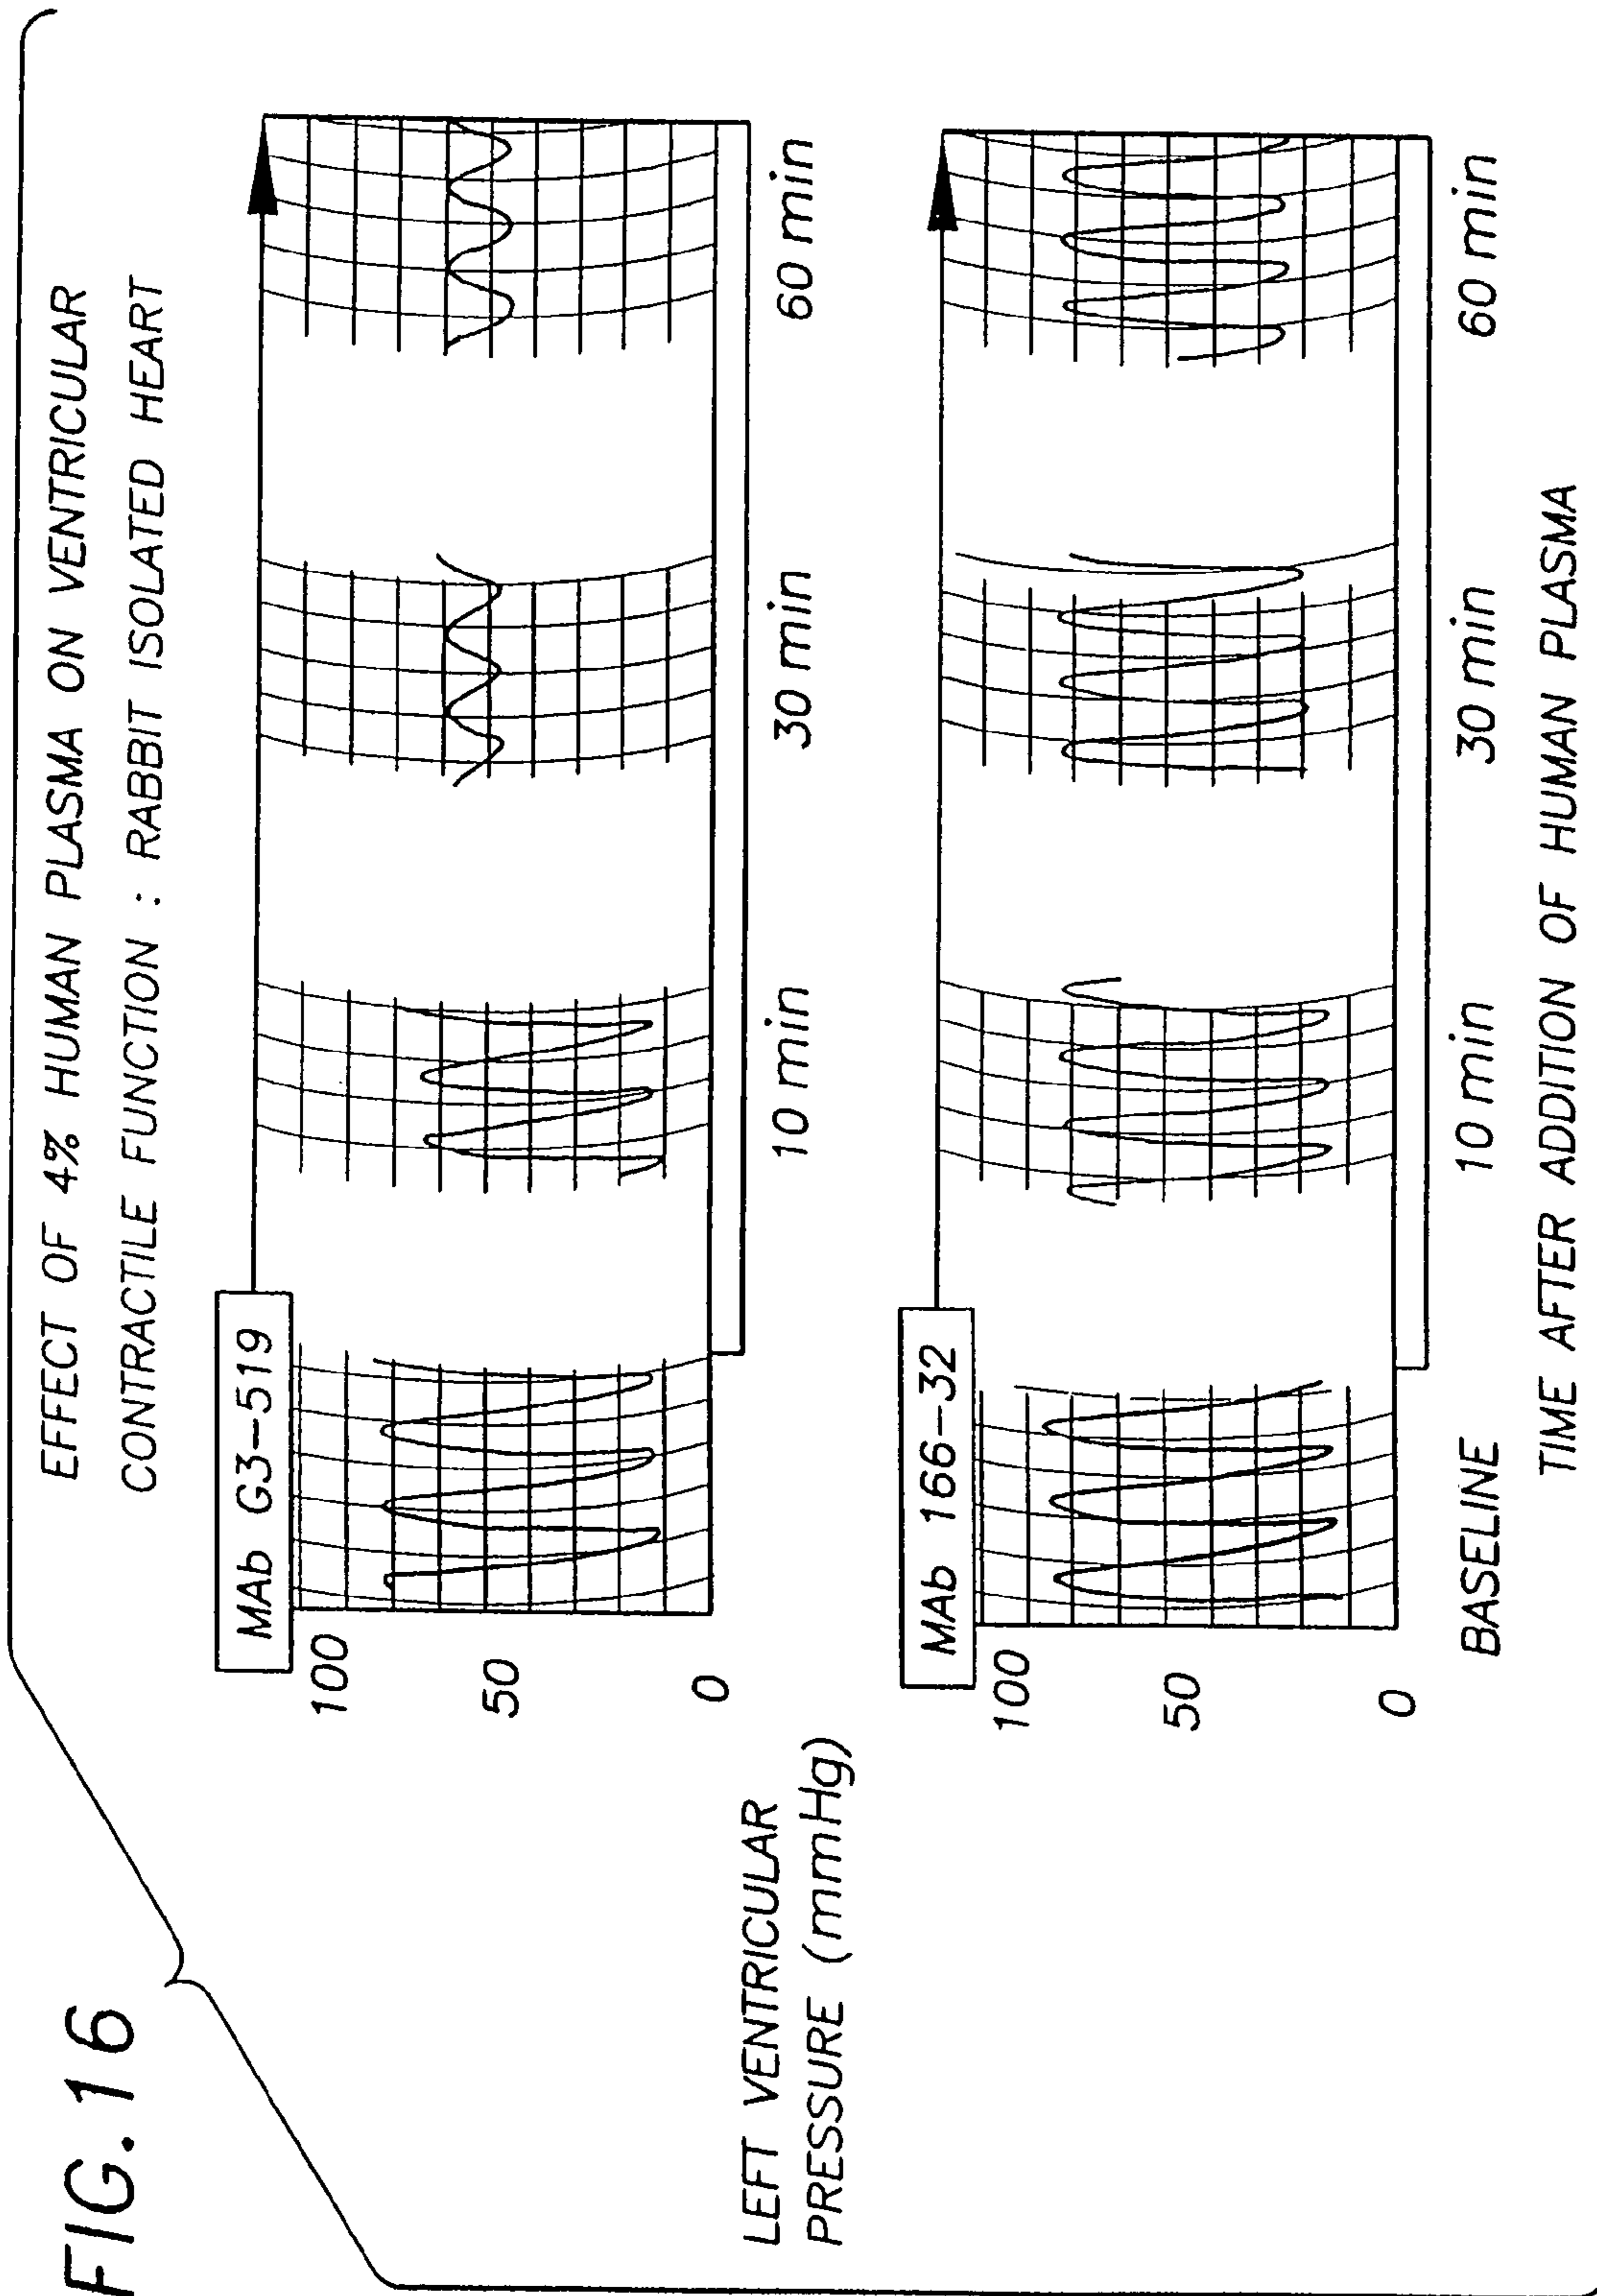 FIG.16
EFFECT OF 4% HUMAN PLASMA ON VENTRICULAR
CONTRACTILE FUNCTION : RABBIT ISOLATED HEART
MAb G3-519
100
50
0
10 min
30 min
60 min
LEFT VENTRICULAR
PRESSURE (mmHg)
MAb 166-32
100
50
0
BASELINE
10 min
30 min
60 min
TIME AFTER ADDITION OF HUMAN PLASMA